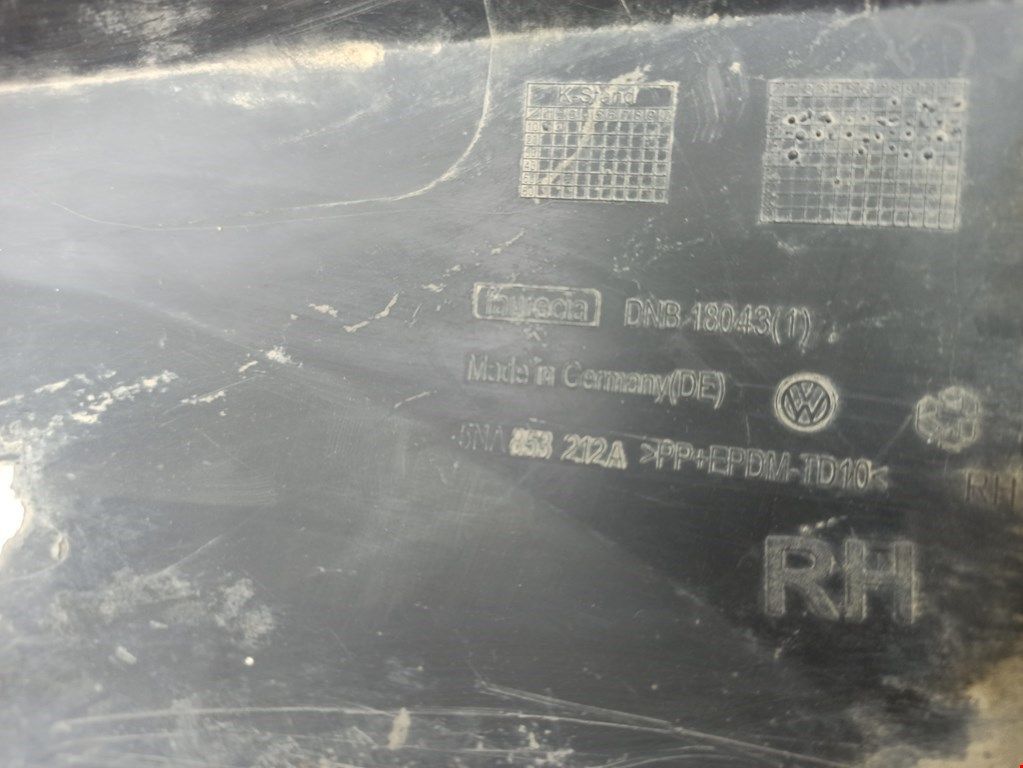 K-Stand
faurecia DNB 18043(1)
Made in Germany(DE)
5NA 853 212A >PP+EPDM-TD10<
RH
RH